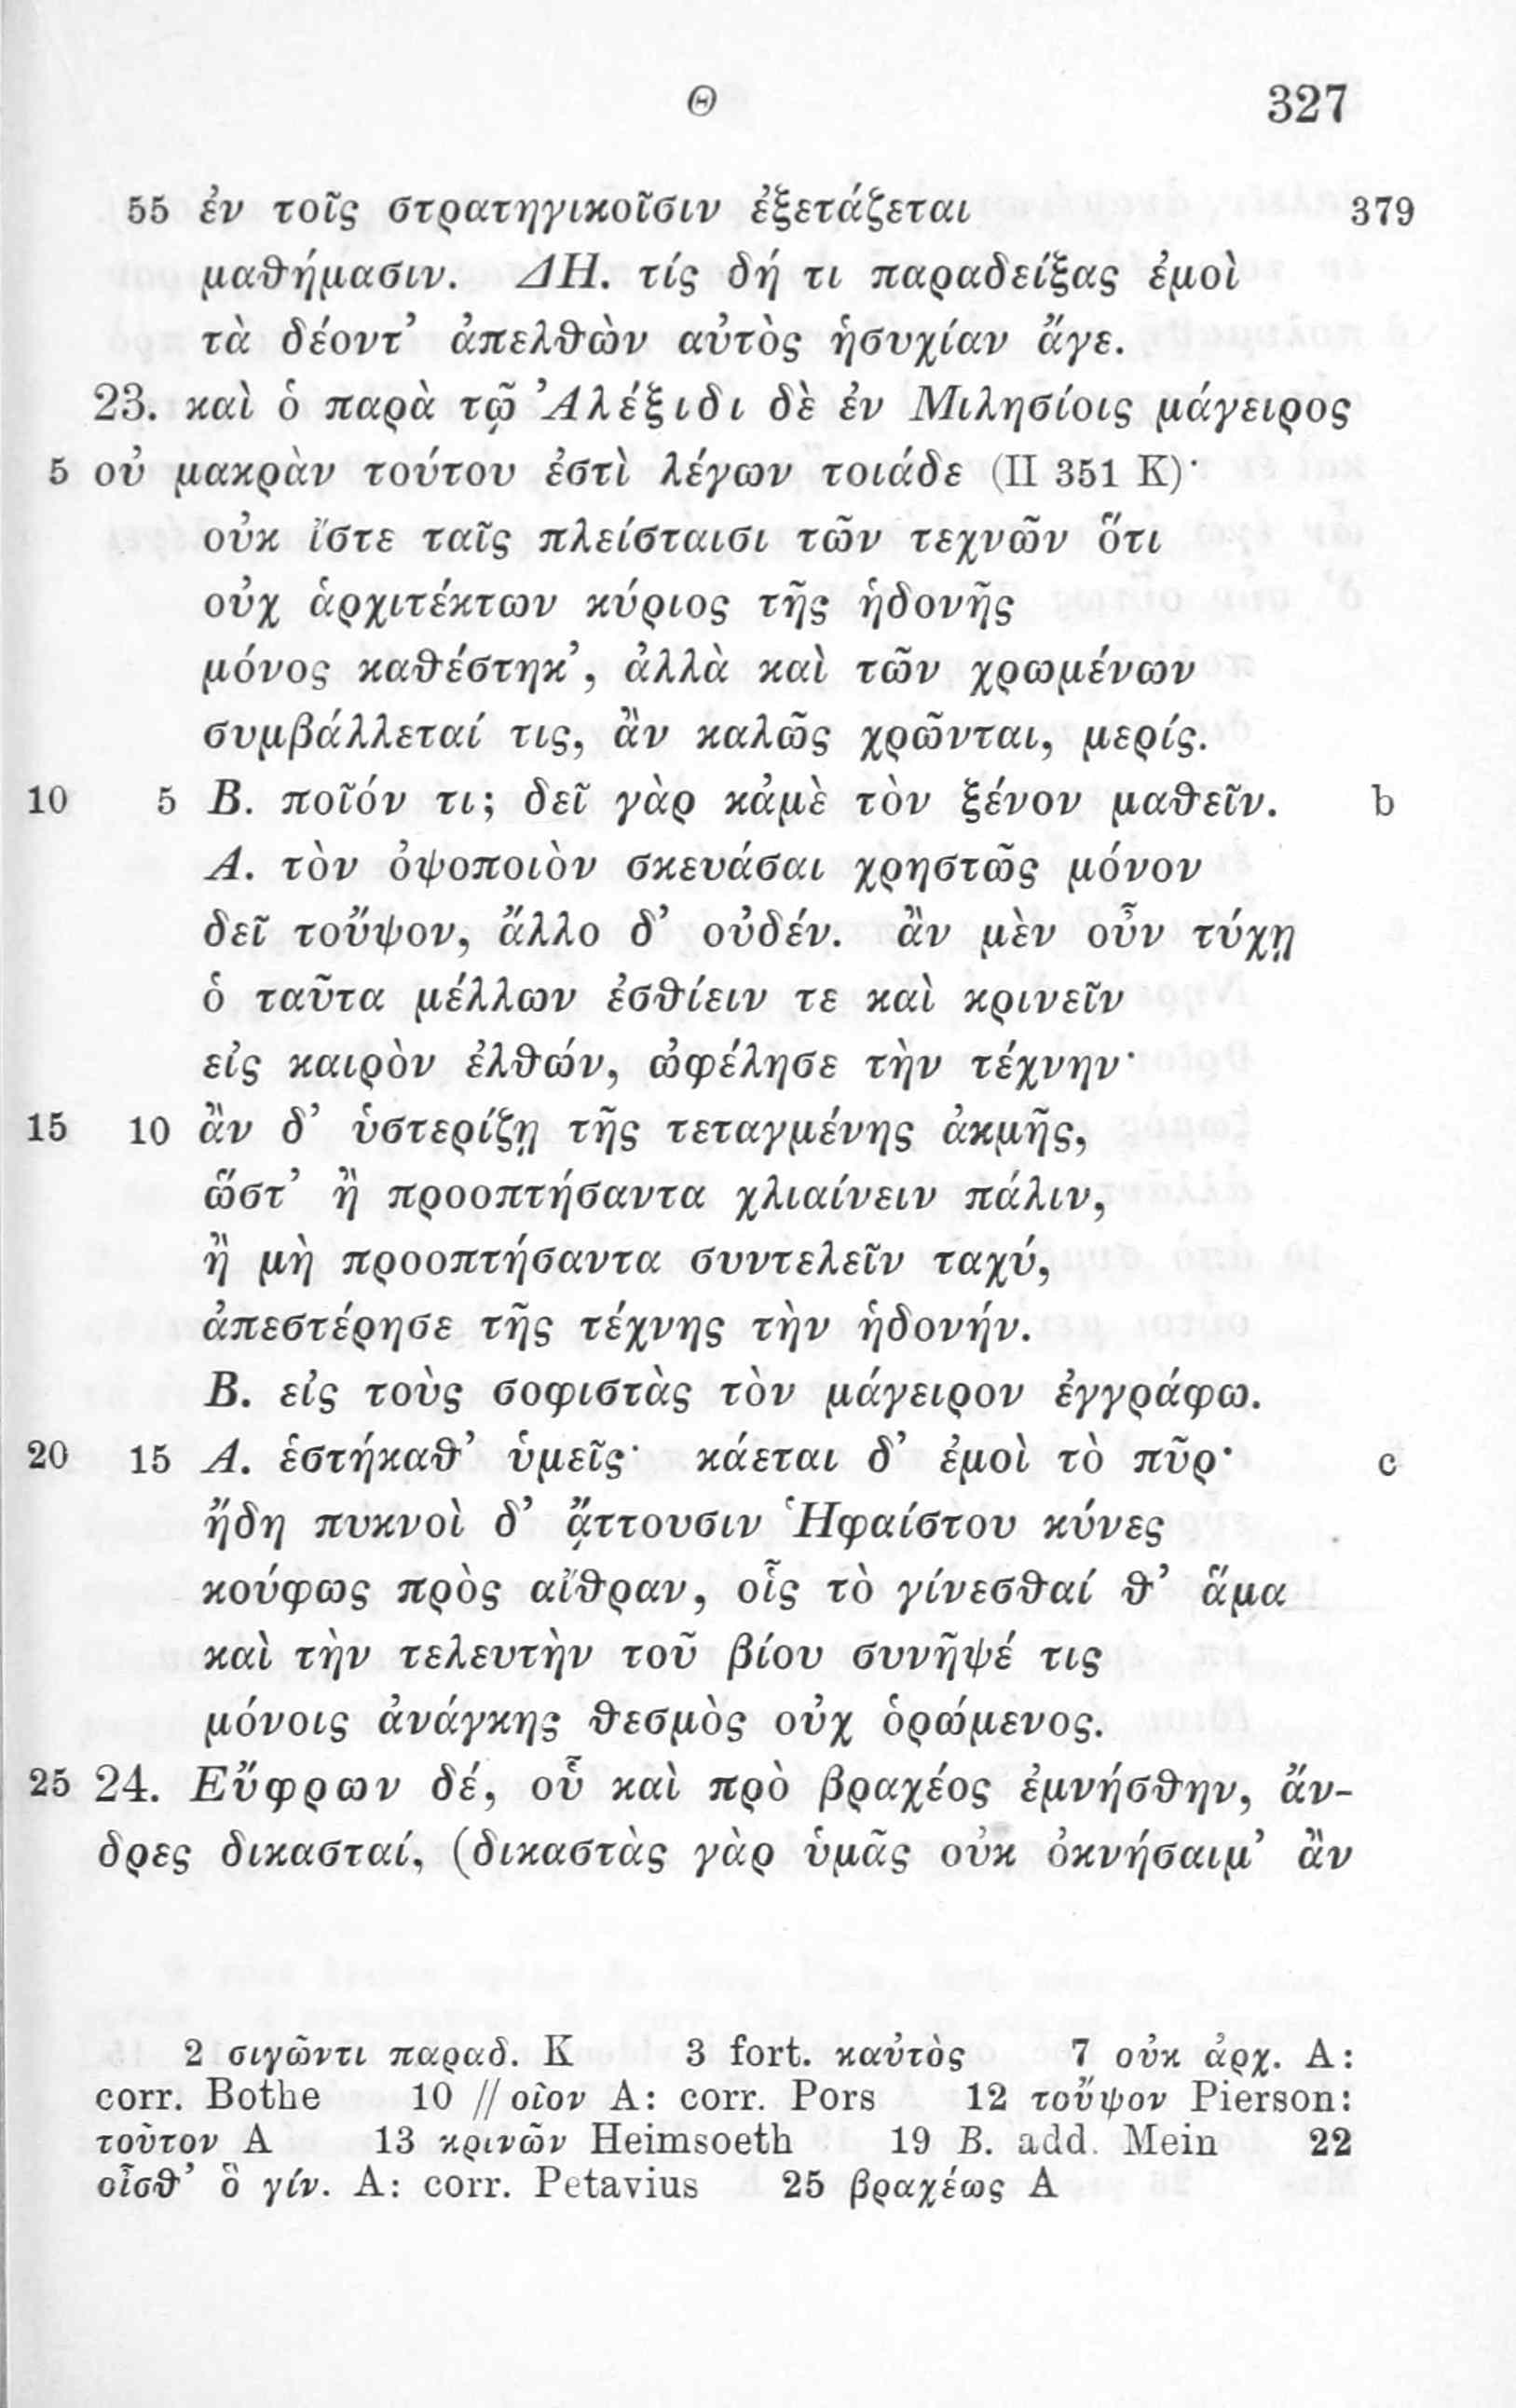 Θ 327
55 ἐν τοῖς στρατηγικοῖσιν ἐξετάζεται 379
μαθήμασιν. ΔΗ. τίς δή τι παραδείξας ἐμοὶ
τὰ δέοντ’ ἀπελθὼν αὐτὸς ἡσυχίαν ἄγε.
23. καὶ ὁ παρὰ τῷ Ἀλέξιδι δὲ ἐν Μιλησίοις μάγειρος
5 οὐ μακρὰν τούτου ἐστὶ λέγων τοιάδε (II 351 K)·
οὐκ ἴστε ταῖς πλείσταισι τῶν τεχνῶν ὅτι
οὐχ ἁρχιτέκτων κύριος τῆς ἡδονῆς
μόνος καθέστηκ’, ἀλλὰ καὶ τῶν χρωμένων
συμβάλλεταί τις, ἂν καλῶς χρῶνται, μερίς.
10 5 B. ποῖόν τι; δεῖ γὰρ κἀμὲ τὸν ξένον μαθεῖν. b
A. τὸν ὀψοποιὸν σκευάσαι χρηστῶς μόνον
δεῖ τοὔψον, ἄλλο δ’ οὐδέν. ἂν μὲν οὖν τύχῃ
ὁ ταῦτα μέλλων ἐσθίειν τε καὶ κρινεῖν
εἰς καιρὸν ἐλθών, ὠφέλησε τὴν τέχνην·
15 10 ἂν δ’ ὑστερίζῃ τῆς τεταγμένης ἀκμῆς,
ὥστ’ ἢ προοπτήσαντα χλιαίνειν πάλιν,
ἢ μὴ προοπτήσαντα συντελεῖν ταχύ,
ἀπεστέρησε τῆς τέχνης τὴν ἡδονήν.
B. εἰς τοὺς σοφιστὰς τὸν μάγειρον ἐγγράφω.
20 15 A. ἑστήκαθ’ ὑμεῖς· κάεται δ’ ἐμοὶ τὸ πῦρ· c
ἤδη πυκνοὶ δ’ ᾄττουσιν Ἡφαίστου κύνες
κούφως πρὸς αἴθραν, οἷς τὸ γίνεσθαί θ’ ἅμα
καὶ τὴν τελευτὴν τοῦ βίου συνῆψέ τις
μόνοις ἀνάγκης θεσμὸς οὐχ ὁρώμενος.
25 24. Εὔφρων δέ, οὗ καὶ πρὸ βραχέος ἐμνήσθην, ἄν-
δρες δικασταί, (δικαστὰς γὰρ ὑμᾶς οὐκ ὀκνήσαιμ’ ἂν
2 σιγῶντι παραδ. K 3 fort. καὐτὸς 7 οὐκ ἀρχ. A:
corr. Bothe 10 // οἷον A: corr. Pors 12 τοὔψον Pierson:
τοῦτον A 13 κρινῶν Heimsoeth 19 B. add. Mein 22
οἶσθ’ ὃ γίν. A: corr. Petavius 25 βραχέως A